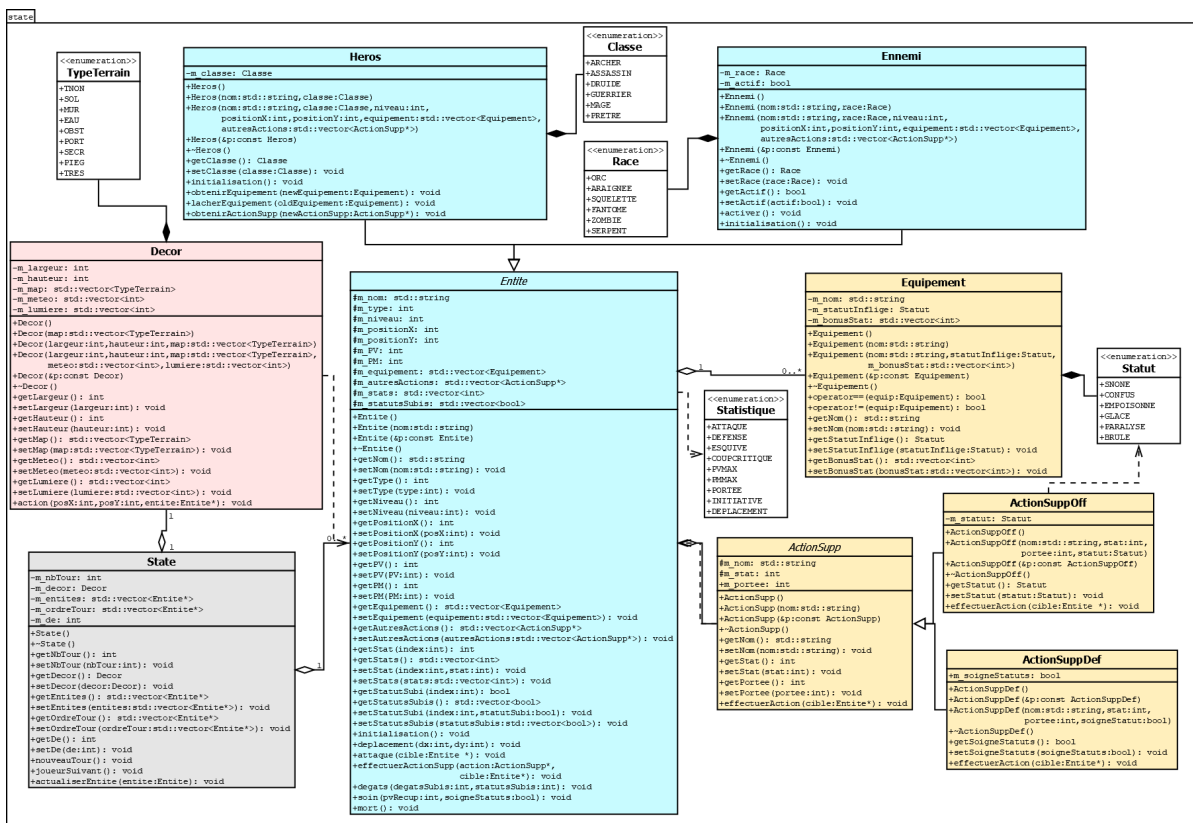 state
<<enumeration>>
TypeTerrain
+TNON
+SOL
+MUR
+EAU
+OBST
+PORT
+SECR
+PIEG
+TRES
Heros
-m_classe: Classe
+Heros()
+Heros(nom:std::string,classe:Classe)
+Heros(nom:std::string,classe:Classe,niveau:int,
positionX:int,positionY:int,equipement:std::vector<Equipement>,
autresActions:std::vector<ActionSupp*>)
+Heros(&p:const Heros)
+~Heros()
+getClasse(): Classe
+setClasse(classe:Classe): void
+initialisation(): void
+obtenirEquipement(newEquipement:Equipement): void
+lacherEquipement(oldEquipement:Equipement): void
+obtenirActionSupp(newActionSupp:ActionSupp*): void
<<enumeration>>
Classe
+ARCHER
+ASSASSIN
+DRUIDE
+GUERRIER
+MAGE
+PRETRE
<<enumeration>>
Race
+ORC
+ARAIGNEE
+SQUELETTE
+FANTOME
+ZOMBIE
+SERPENT
Ennemi
-m_race: Race
-m_actif: bool
+Ennemi()
+Ennemi(nom:std::string,race:Race)
+Ennemi(nom:std::string,race:Race,niveau:int,
positionX:int,positionY:int,equipement:std::vector<Equipement>,
autresActions:std::vector<ActionSupp*>)
+Ennemi(&p:const Ennemi)
+~Ennemi()
+getRace(): Race
+setRace(race:Race): void
+getActif(): bool
+setActif(actif:bool): void
+activer(): void
+initialisation(): void
Decor
-m_largeur: int
-m_hauteur: int
-m_map: std::vector<TypeTerrain>
-m_meteo: std::vector<int>
-m_lumiere: std::vector<int>
+Decor()
+Decor(map:std::vector<TypeTerrain>)
+Decor(largeur:int,hauteur:int,map:std::vector<TypeTerrain>)
+Decor(largeur:int,hauteur:int,map:std::vector<TypeTerrain>,
meteo:std::vector<int>,lumiere:std::vector<int>)
+Decor(&p:const Decor)
+~Decor()
+getLargeur(): int
+setLargeur(largeur:int): void
+getHauteur(): int
+setHauteur(hauteur:int): void
+getMap(): std::vector<TypeTerrain>
+setMap(map:std::vector<TypeTerrain>): void
+getMeteo(): std::vector<int>
+setMeteo(meteo:std::vector<int>): void
+getLumiere(): std::vector<int>
+setLumiere(lumiere:std::vector<int>): void
+action(posX:int,posY:int,entite:Entite*): void
1
1
State
-m_nbTour: int
-m_decor: Decor
-m_entites: std::vector<Entite*>
-m_ordreTour: std::vector<Entite*>
-m_de: int
+State()
+~State()
+getNbTour(): int
+setNbTour(nbTour:int): void
+getDecor(): Decor
+setDecor(decor:Decor): void
+getEntites(): std::vector<Entite*>
+setEntites(entites:std::vector<Entite*>): void
+getOrdreTour(): std::vector<Entite*>
+setOrdreTour(ordreTour:std::vector<Entite*>): void
+getDe(): int
+setDe(de:int): void
+nouveauTour(): void
+joueurSuivant(): void
+actualiserEntite(entite:Entite): void
1
0..*
Entite
#m_nom: std::string
#m_type: int
#m_niveau: int
#m_positionX: int
#m_positionY: int
#m_PV: int
#m_PM: int
#m_equipement: std::vector<Equipement>
#m_autresActions: std::vector<ActionSupp*>
#m_stats: std::vector<int>
#m_statutsSubis: std::vector<bool>
+Entite()
+Entite(nom:std::string)
+Entite(&p:const Entite)
+~Entite()
+getNom(): std::string
+setNom(nom:std::string): void
+getType(): int
+setType(type:int): void
+getNiveau(): int
+setNiveau(niveau:int): void
+getPositionX(): int
+setPositionX(posX:int): void
+getPositionY(): int
+setPositionY(posY:int): void
+getPV(): int
+setPV(PV:int): void
+getPM(): int
+setPM(PM:int): void
+getEquipement(): std::vector<Equipement>
+setEquipement(equipement:std::vector<Equipement>): void
+getAutresActions(): std::vector<ActionSupp*>
+setAutresActions(autresActions:std::vector<ActionSupp*>): void
+getStat(index:int): int
+getStats(): std::vector<int>
+setStat(index:int,stat:int): void
+setStats(stats:std::vector<int>): void
+getStatutSubi(index:int): bool
+getStatutsSubis(): std::vector<bool>
+setStatutSubi(index:int,statutSubi:bool): void
+setStatutsSubis(statutsSubis:std::vector<bool>): void
+initialisation(): void
+deplacement(dx:int,dy:int): void
+attaque(cible:Entite *): void
+effectuerActionSupp(action:ActionSupp*,
cible:Entite*): void
+degats(degatsSubis:int,statutsSubis:int): void
+soin(pvRecup:int,soigneStatuts:bool): void
+mort(): void
1
0..*
<<enumeration>>
Statistique
+ATTAQUE
+DEFENSE
+ESQUIVE
+COUPCRITIQUE
+PVMAX
+PMMAX
+PORTEE
+INITIATIVE
+DEPLACEMENT
Equipement
-m_nom: std::string
-m_statutInflige: Statut
-m_bonusStat: std::vector<int>
+Equipement()
+Equipement(nom:std::string)
+Equipement(nom:std::string,statutInflige:Statut,
m_bonusStat:std::vector<int>)
+Equipement(&p:const Equipement)
+~Equipement()
+operator==(equip:Equipement): bool
+operator!=(equip:Equipement): bool
+getNom(): std::string
+setNom(nom:std::string): void
+getStatutInflige(): Statut
+setStatutInflige(statutInflige:Statut): void
+getBonusStat(): std::vector<int>
+setBonusStat(bonusStat:std::vector<int>): void
<<enumeration>>
Statut
+SNONE
+CONFUS
+EMPOISONNE
+GLACE
+PARALYSE
+BRULE
ActionSupp
#m_nom: std::string
#m_stat: int
+m_portee: int
+ActionSupp()
+ActionSupp(nom:std::string)
+ActionSupp(&p:const ActionSupp)
+~ActionSupp()
+getNom(): std::string
+setNom(nom:std::string): void
+getStat(): int
+setStat(stat:int): void
+getPortee(): int
+setPortee(portee:int): void
+effectuerAction(cible:Entite*): void
ActionSuppOff
-m_statut: Statut
+ActionSuppOff()
+ActionSuppOff(nom:std::string,stat:int,
portee:int,statut:Statut)
+ActionSuppOff(&p:const ActionSuppOff)
+~ActionSuppOff()
+getStatut(): Statut
+setStatut(statut:Statut): void
+effectuerAction(cible:Entite *): void
ActionSuppDef
+m_soigneStatuts: bool
+ActionSuppDef()
+ActionSuppDef(&p:const ActionSuppDef)
+ActionSuppDef(nom:std::string,stat:int,
portee:int,soigneStatut:bool)
+~ActionSuppDef()
+getSoigneStatuts(): bool
+setSoigneStatuts(soigneStatuts:bool): void
+effectuerAction(cible:Entite*): void